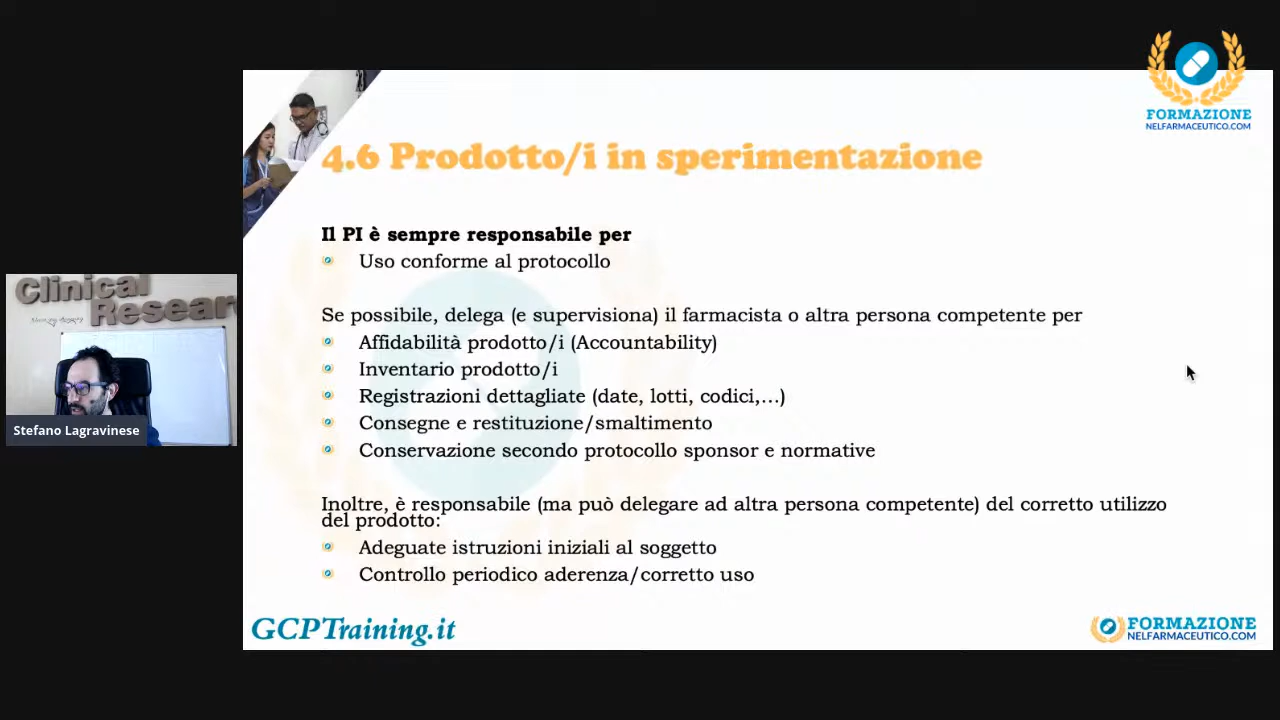 FORMAZIONE
NELFARMACEUTICO.COM
4.6 Prodotto/i in sperimentazione
Il PI è sempre responsabile per
Uso conforme al protocollo
Se possibile, delega (e supervisiona) il farmacista o altra persona competente per
Affidabilità prodotto/i (Accountability)
Inventario prodotto/i
Registrazioni dettagliate (date, lotti, codici,...)
Consegne e restituzione/smaltimento
Conservazione secondo protocollo sponsor e normative
Inoltre, è responsabile (ma può delegare ad altra persona competente) del corretto utilizzo
del prodotto:
Adeguate istruzioni iniziali al soggetto
Controllo periodico aderenza/corretto uso
Clinical
Resear
Stefano Lagravinese
GCPTraining.it
FORMAZIONE
NELFARMACEUTICO.COM